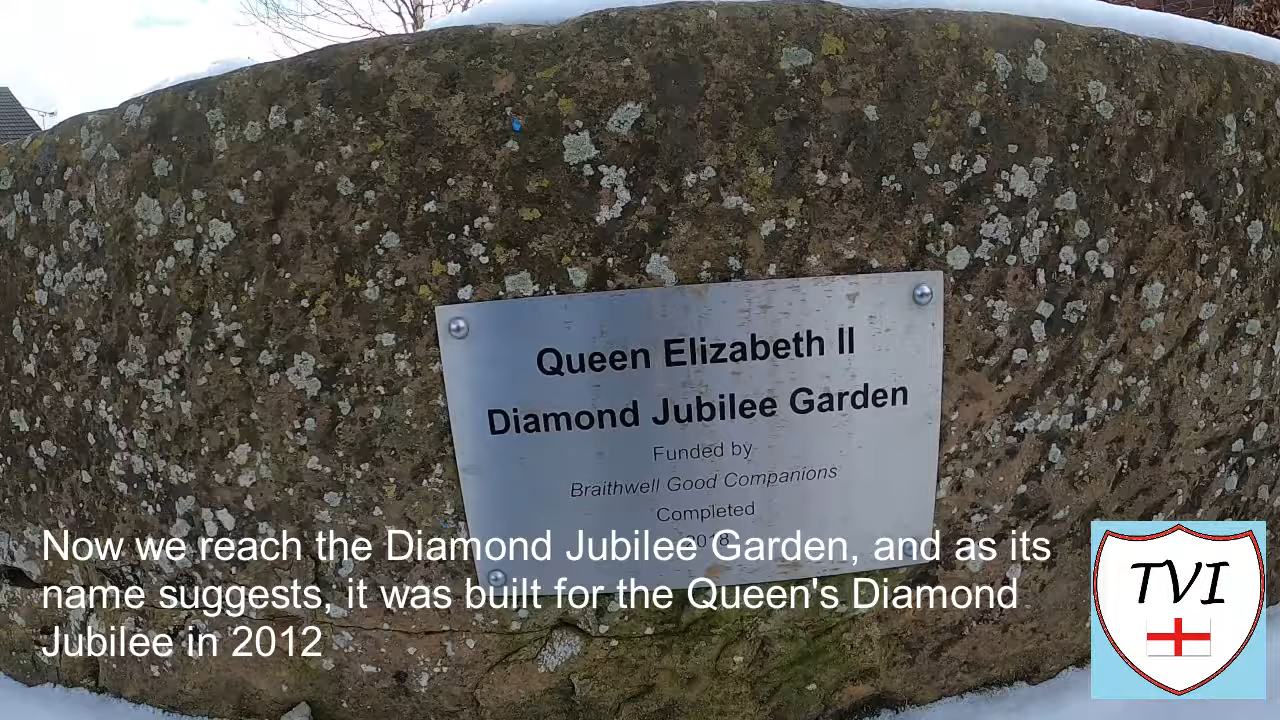 Queen Elizabeth II
Diamond Jubilee Garden
Funded by
Braithwell Good Companions
Completed
2018
Now we reach the Diamond Jubilee Garden, and as its
name suggests, it was built for the Queen's Diamond
Jubilee in 2012
TVI